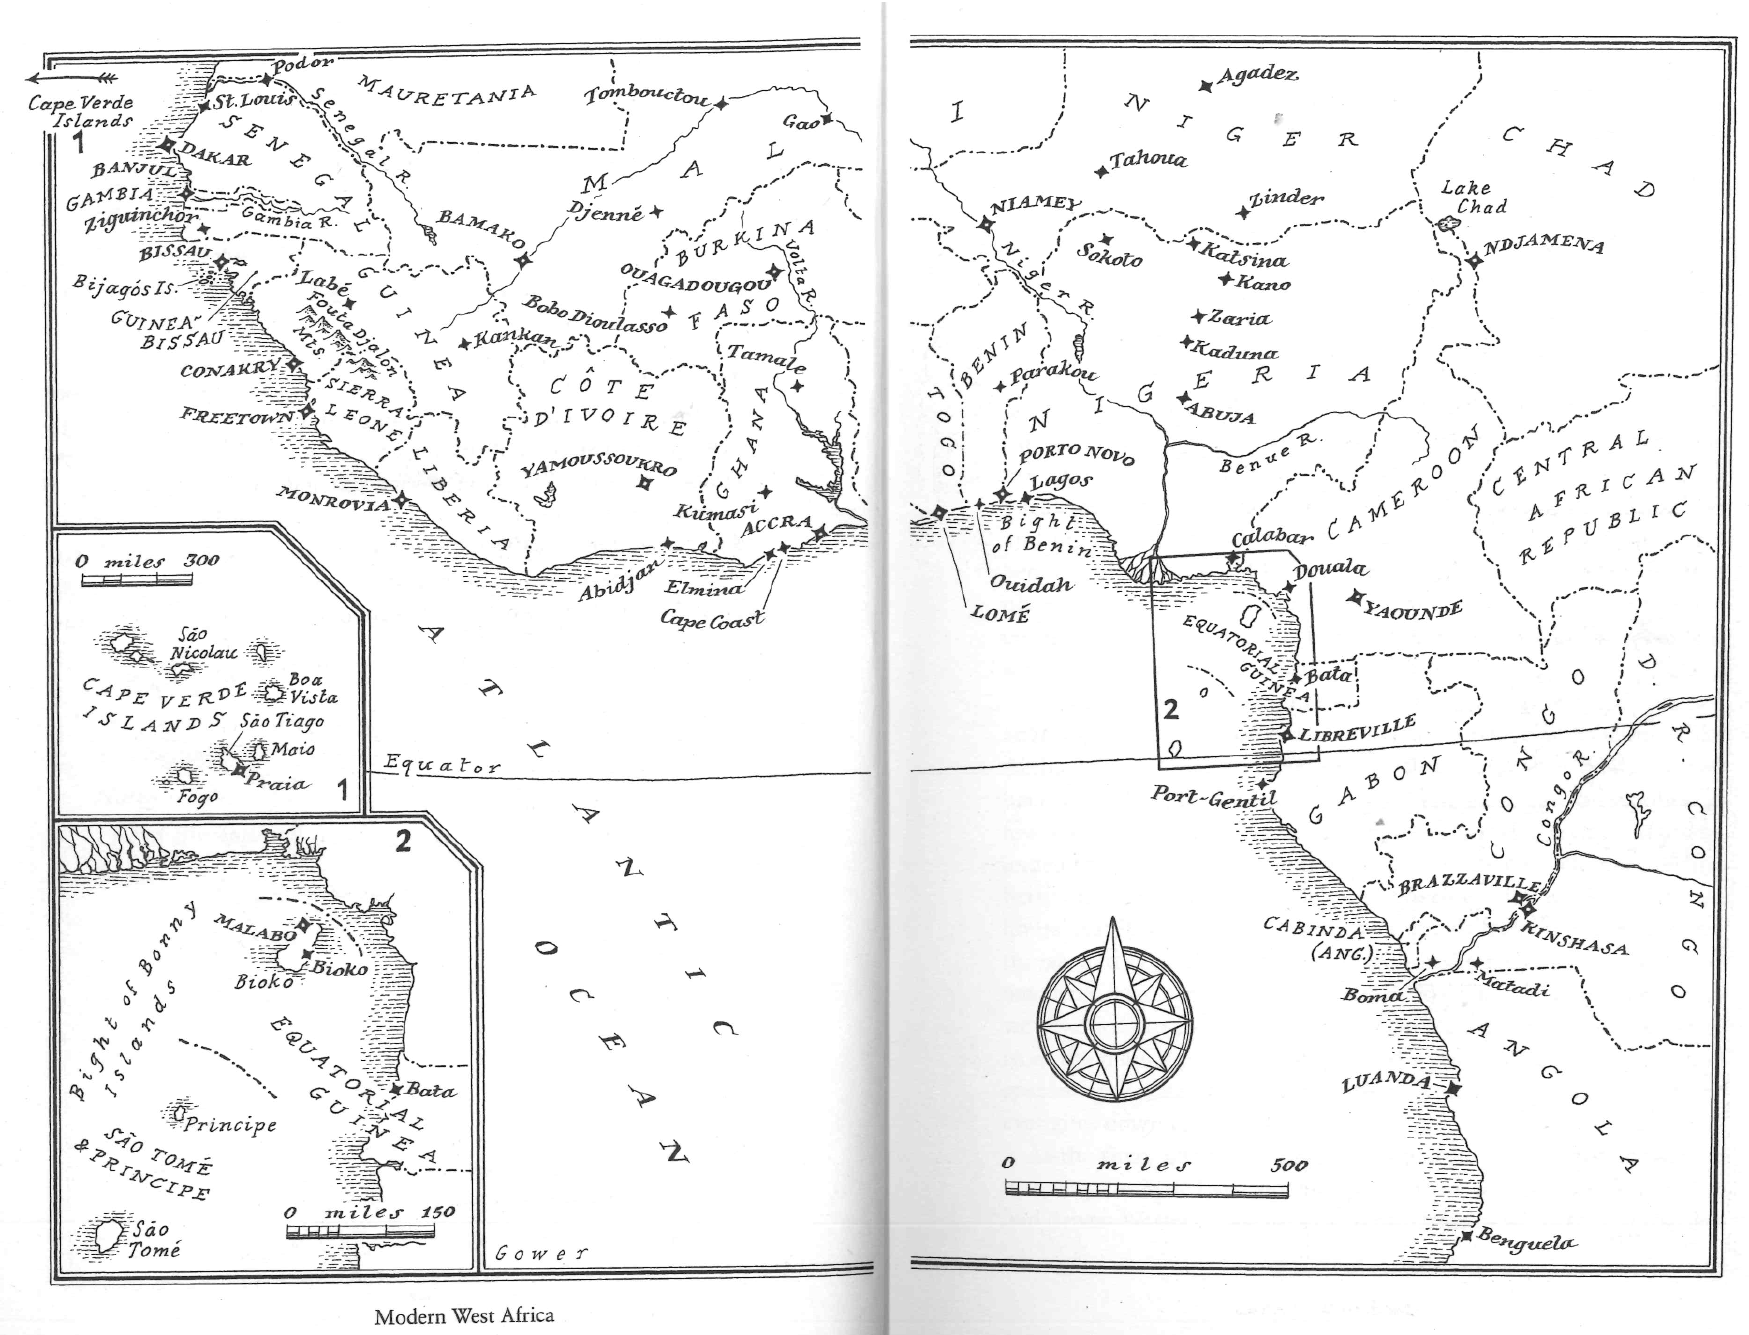 Cape Verde
Islands
1
Podor
St. Louis
MAURETANIA
Tombouctou
Gao
SENEGAL
Senegal R.
DAKAR
BANJUL
GAMBIA
Ziguinchor
Gambia R.
BISSAU
Bijagós Is.
GUINEA-
BISSAU
MALI
Djenné
BAMAKO
BURKINA
FASO
OUAGADOUGOU
Volta R.
Bobo Dioulasso
Labé
Fouta Djalón
Mts.
GUINEA
Kankan
CONAKRY
SIERRA
LEONE
FREETOWN
CÔTE
D'IVOIRE
Tamale
GHANA
YAMOUSSOUKRO
LIBERIA
MONROVIA
Kumasi
ACCRA
Abidjan
Elmina
Cape Coast
ATLANTIC
OCEAN
Equator
0 miles 300
São
Nicolau
CAPE VERDE
ISLANDS
Boa
Vista
São Tiago
Maio
Praia
Fogo
1
2
MALABO
Bioko
Bioko
Bight of Bonny
Islands
EQUATORIAL
GUINEA
Bata
Principe
SÃO TOMÉ
& PRINCIPE
São
Tomé
0 miles 150
Gower
Agadez
NIGER
CHAD
Tahoua
Zinder
Lake
Chad
NIAMEY
Niger R.
Sokoto
Katsina
Kano
NDJAMENA
Zaria
Kaduna
BENIN
TOGO
Parakou
NIGERIA
ABUJA
Benue R.
PORTO NOVO
Lagos
Bight
of Benin
Ouidah
LOMÉ
Calabar
CAMEROON
CENTRAL
AFRICAN
REPUBLIC
Douala
YAOUNDE
EQUATORIAL
GUINEA
Bata
2
LIBREVILLE
Port-Gentil
GABON
CONGO
Congo R.
D. R. CONGO
BRAZZAVILLE
KINSHASA
CABINDA
(ANG.)
Boma
Matadi
ANGOLA
LUANDA
Benguela
0 miles 500
Modern West Africa